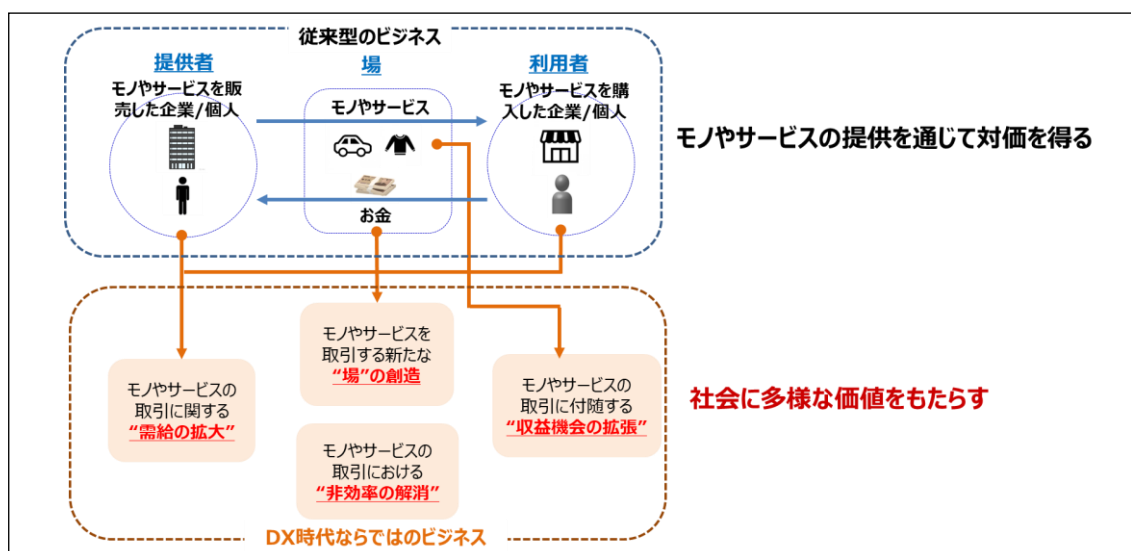 従来型のビジネス
提供者
場
利用者
モノやサービスを販
売した企業/個人
モノやサービス
モノやサービスを購
入した企業/個人
お金
モノやサービスの提供を通じて対価を得る
モノやサービスを
取引する新たな
“場”の創造
モノやサービスの
取引に関する
“需給の拡大”
モノやサービスの
取引に付随する
“収益機会の拡張”
モノやサービスの
取引における
“非効率の解消”
社会に多様な価値をもたらす
DX時代ならではのビジネス